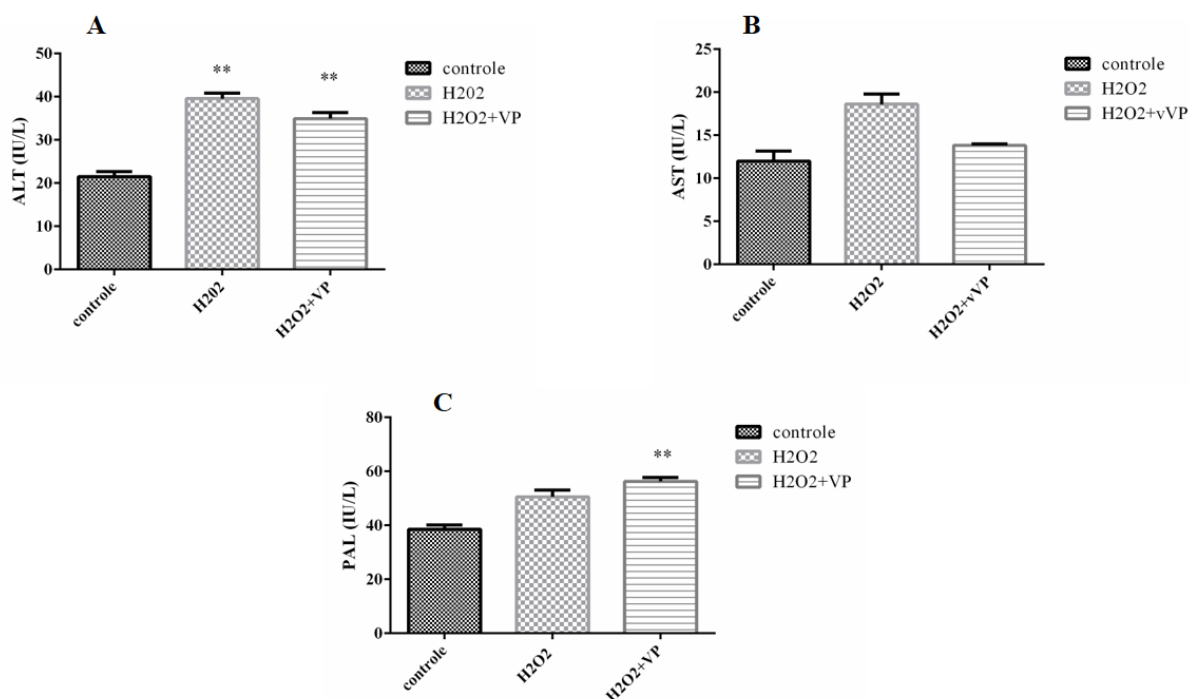 A
ALT (IU/L)
50
40
30
20
10
0
**
**
controle
H202
H2O2+VP
controle
H202
H2O2+VP
B
AST (IU/L)
25
20
15
10
5
0
controle
H2O2
H2O2+vVP
controle
H2O2
H2O2+vVP
C
PAL (IU/L)
80
60
40
20
0
**
controle
H2O2
H2O2+VP
controle
H2O2
H2O2+VP